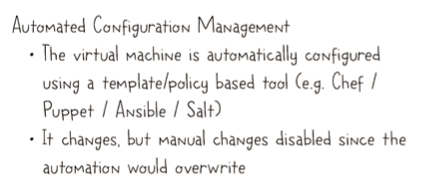 Automated Configuration Management
• The virtual machine is automatically configured
using a template/policy based tool (e.g. Chef /
Puppet / Ansible / Salt)
• It changes, but manual changes disabled since the
automation would overwrite